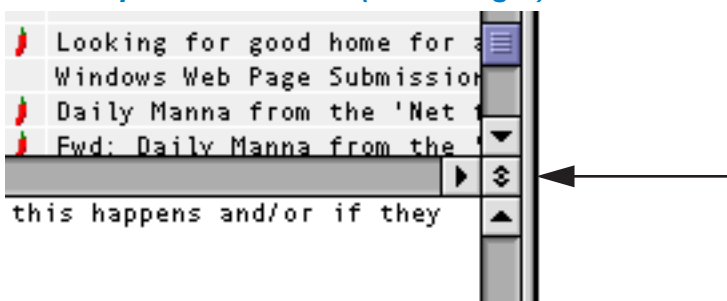 Looking for good home for
Windows Web Page Submission
Daily Manna from the 'Net
Fwd: Daily Manna from the
this happens and/or if they